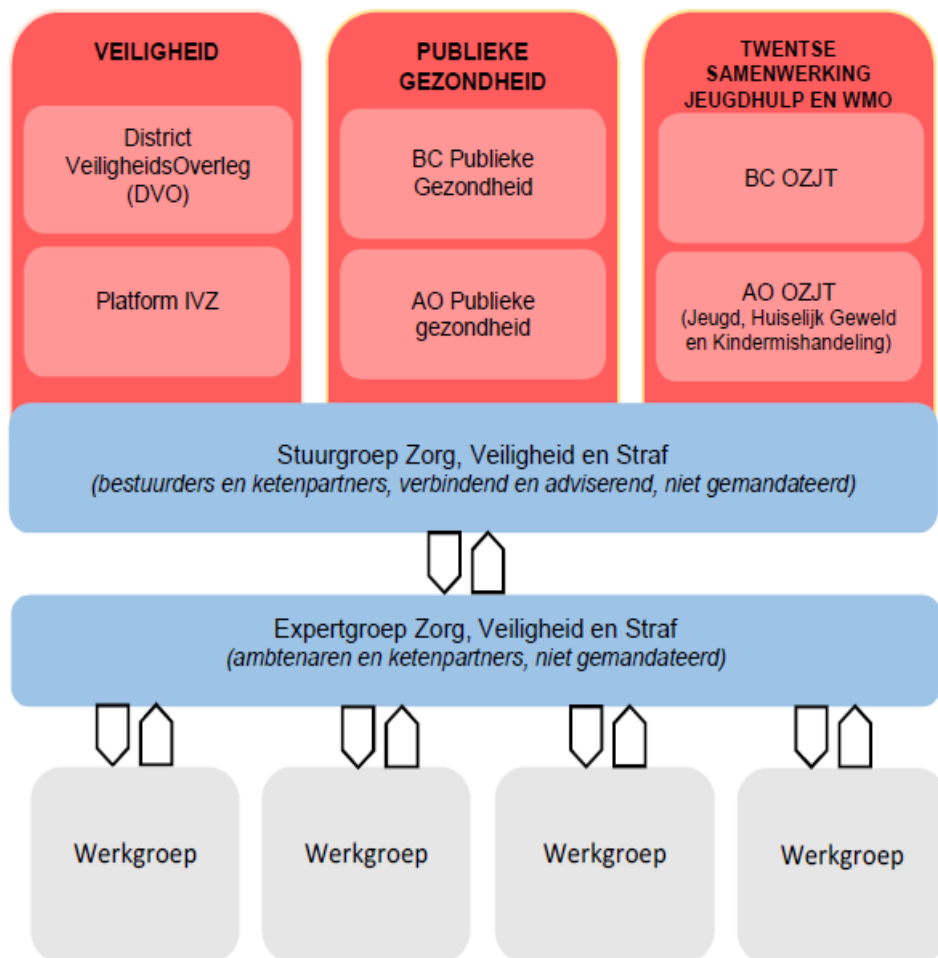 VEILIGHEID
District
VeiligheidsOverleg
(DVO)
Platform IVZ
PUBLIEKE
GEZONDHEID
BC Publieke
Gezondheid
AO Publieke
gezondheid
TWENTSE
SAMENWERKING
JEUGDHULP EN WMO
BC OZJT
AO OZJT
(Jeugd, Huiselijk Geweld
en Kindermishandeling)
Stuurgroep Zorg, Veiligheid en Straf
(bestuurders en ketenpartners, verbindend en adviserend, niet gemandateerd)
Expertgroep Zorg, Veiligheid en Straf
(ambtenaren en ketenpartners, niet gemandateerd)
Werkgroep
Werkgroep
Werkgroep
Werkgroep